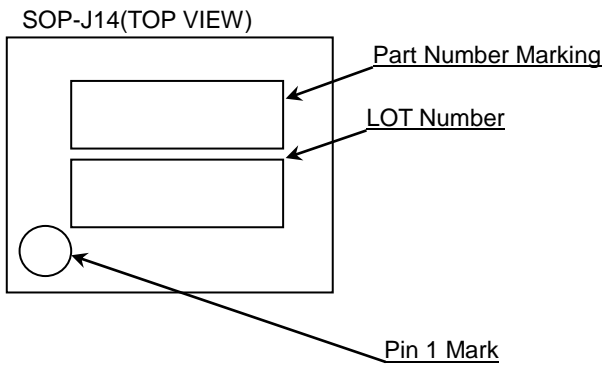 SOP-J14(TOP VIEW)
Part Number Marking
LOT Number
Pin 1 Mark